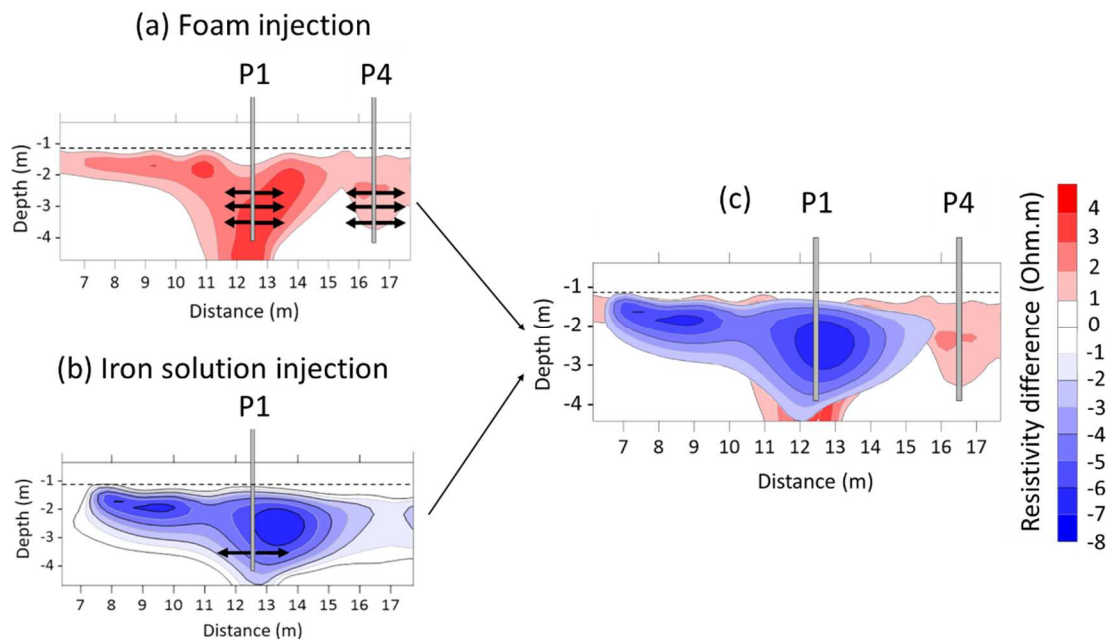 (a) Foam injection
P1 P4
Depth (m)
-1
-2
-3
-4
7 8 9 10 11 12 13 14 15 16 17
Distance (m)
(b) Iron solution injection
P1
Depth (m)
-1
-2
-3
-4
7 8 9 10 11 12 13 14 15 16 17
Distance (m)
(c)
P1 P4
Depth (m)
-1
-2
-3
-4
7 8 9 10 11 12 13 14 15 16 17
Distance (m)
Resistivity difference (Ohm.m)
4
3
2
1
0
-1
-2
-3
-4
-5
-6
-7
-8